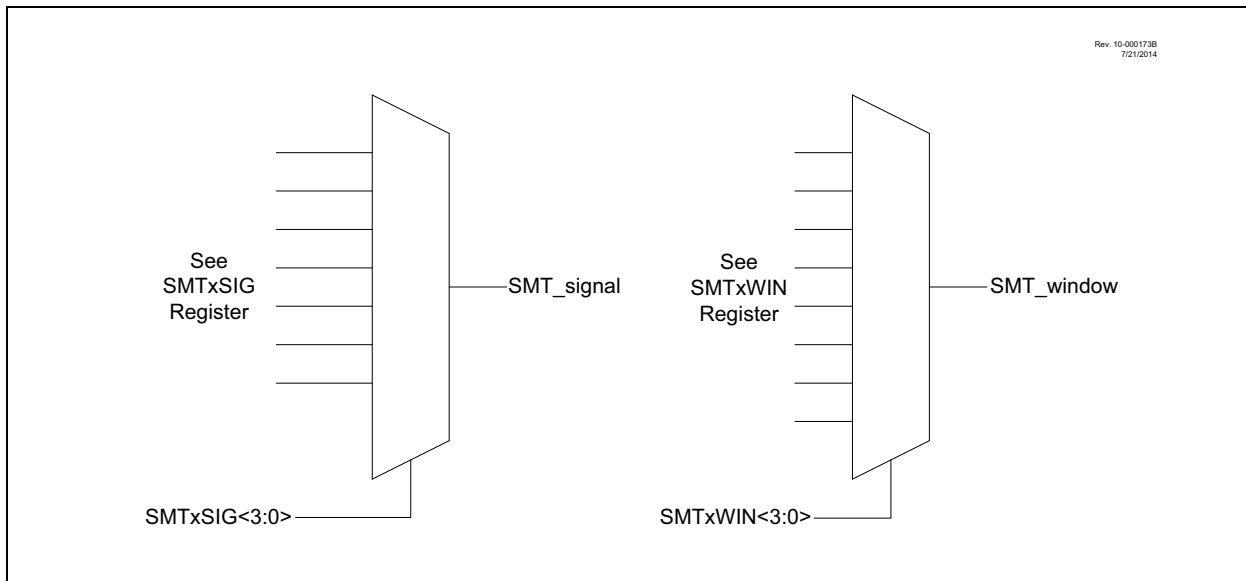 Rev. 10-000173B
7/21/2014
See
SMTxSIG
Register
SMT_signal
SMTxSIG<3:0>
See
SMTxWIN
Register
SMT_window
SMTxWIN<3:0>